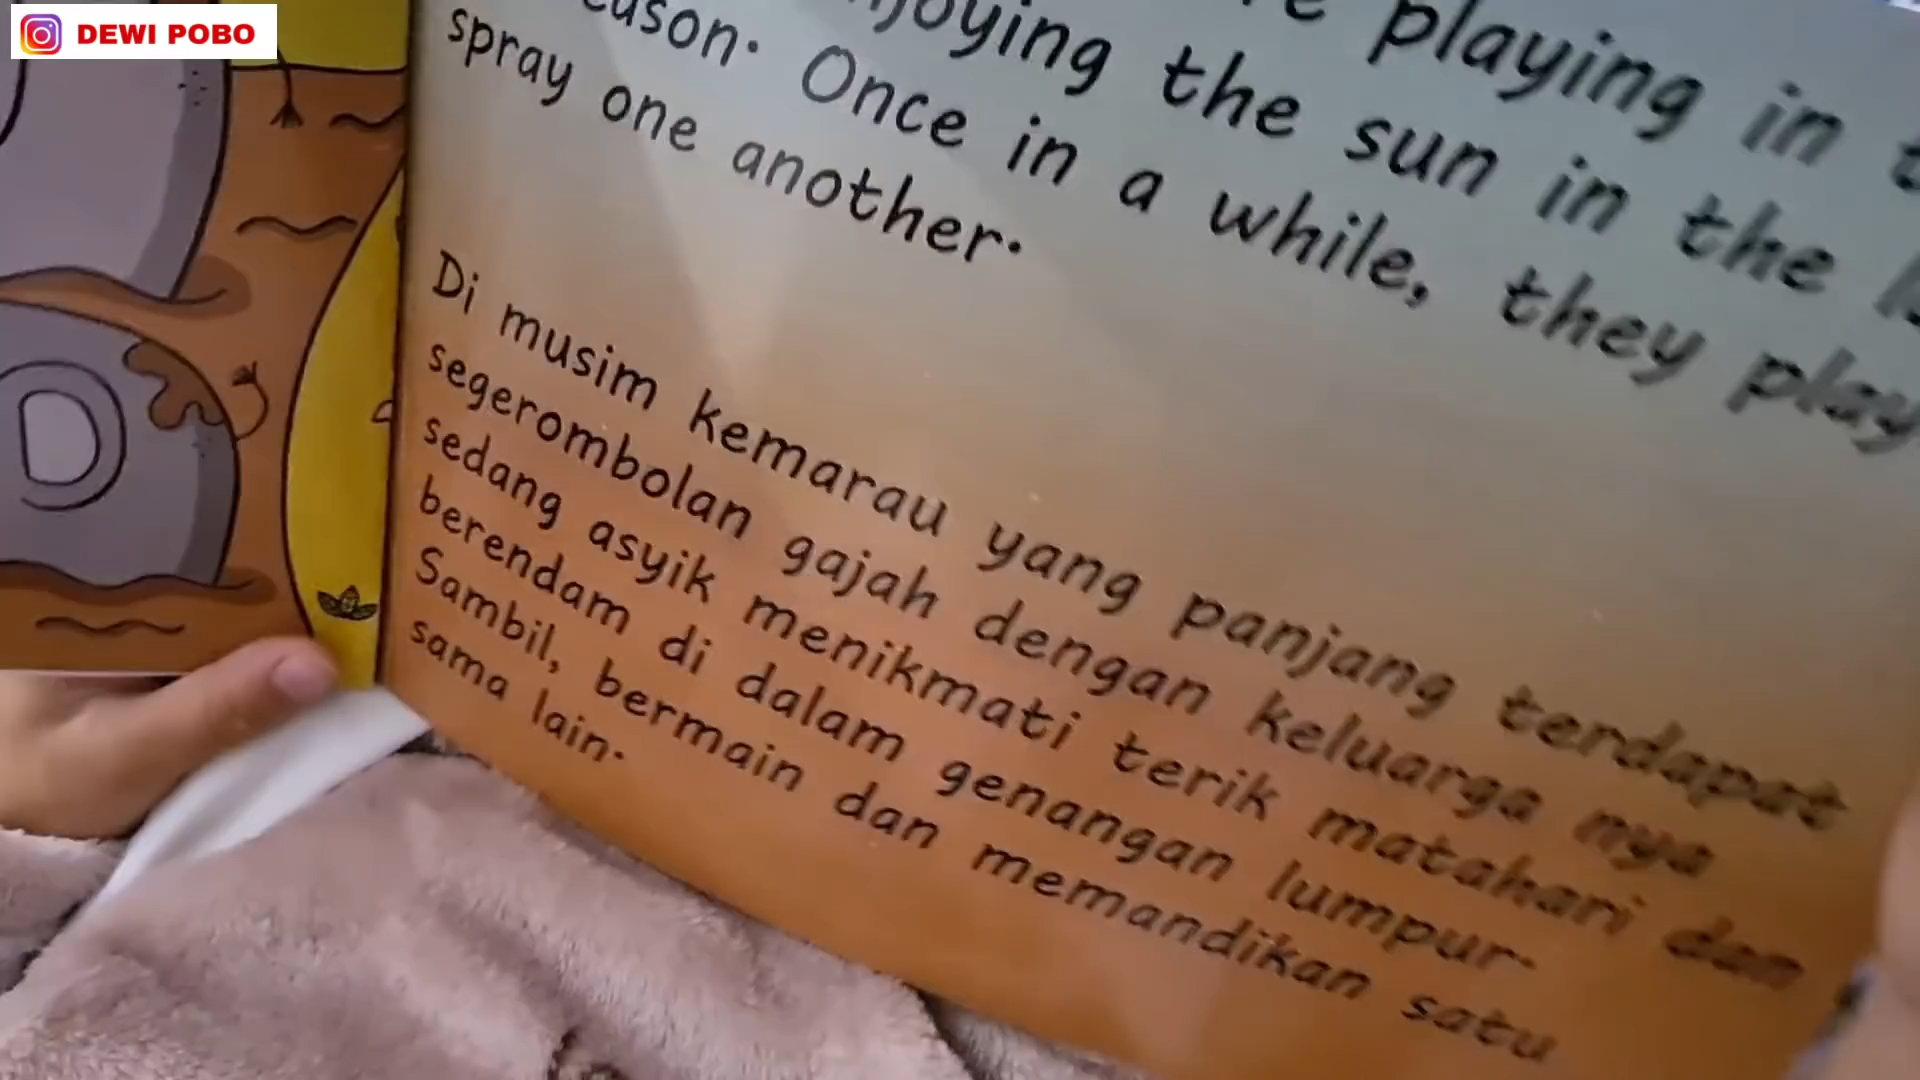 DEWI POBO
playing in
enjoying the sun in the
season. Once in a while, they play
spray one another.
Di musim kemarau yang panjang terdapat
segerombolan gajah dengan keluarga nya
sedang asyik menikmati terik matahari dan
berendam di dalam genangan lumpur.
Sambil, bermain dan memandikan satu
sama lain.